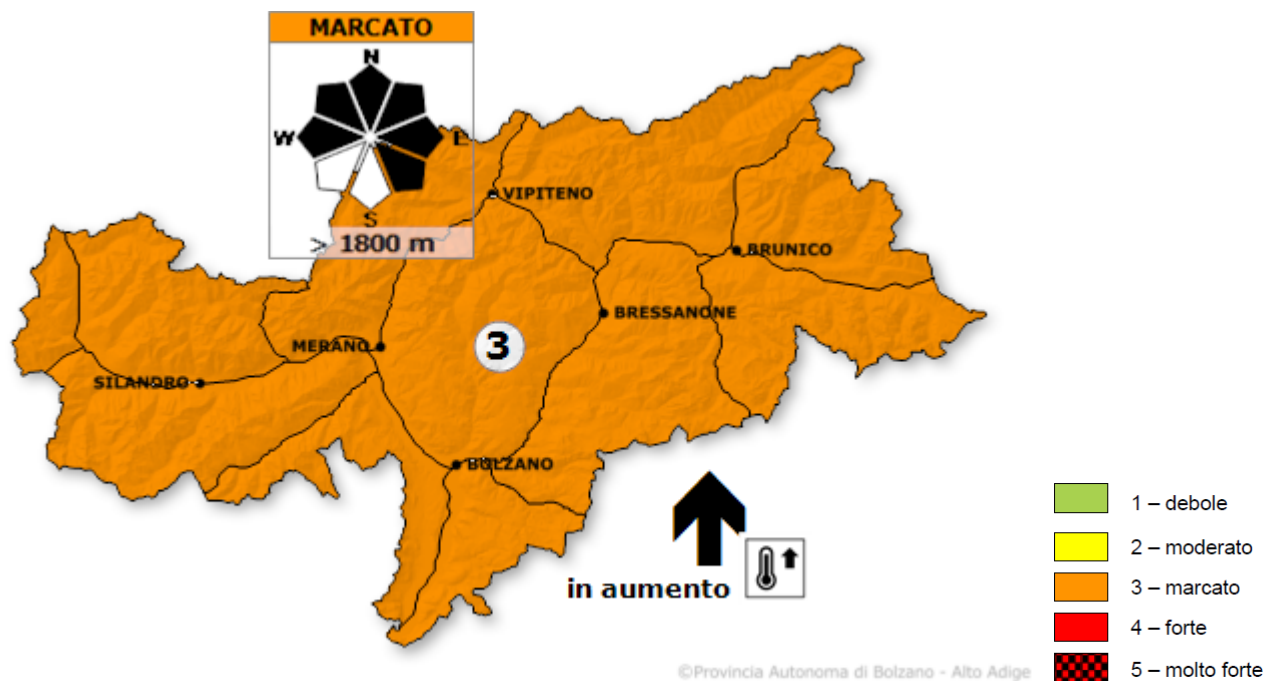 MARCATO
N
W
E
S
> 1800 m
VIPITENO
BRUNICO
BRESSANONE
MERANO
3
SILANDRO
BOLZANO
in aumento
1 – debole
2 – moderato
3 – marcato
4 – forte
5 – molto forte
©Provincia Autonoma di Bolzano - Alto Adige